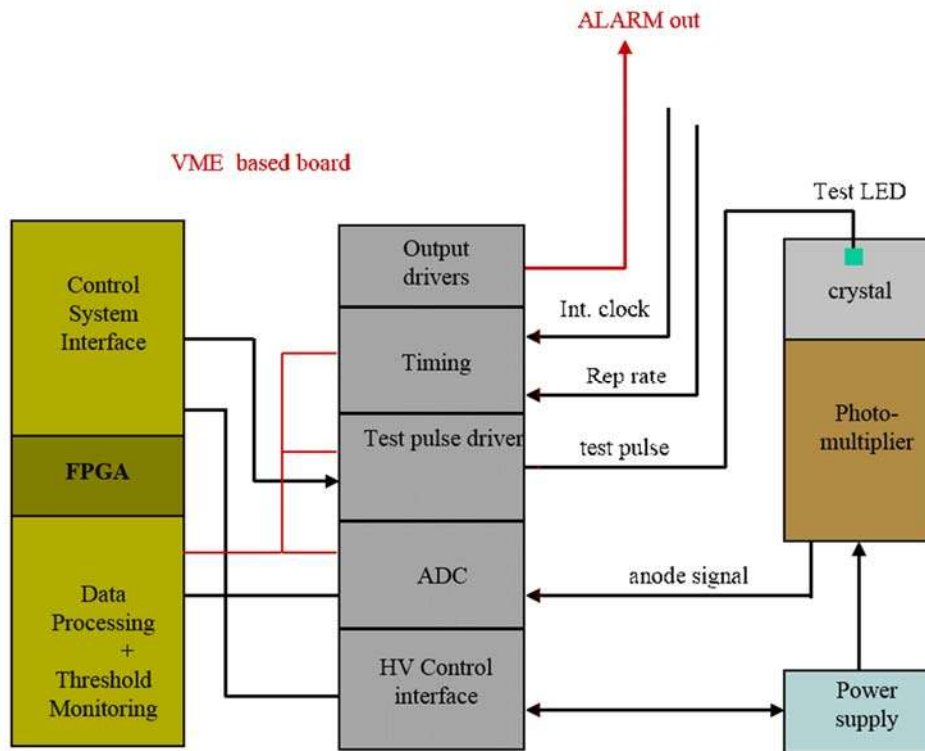 ALARM out
VME based board
Test LED
Control
System
Interface
FPGA
Data
Processing
+
Threshold
Monitoring
Output
drivers
Timing
Test pulse driver
ADC
HV Control
interface
Int. clock
Rep rate
test pulse
anode signal
crystal
Photo-
multiplier
Power
supply